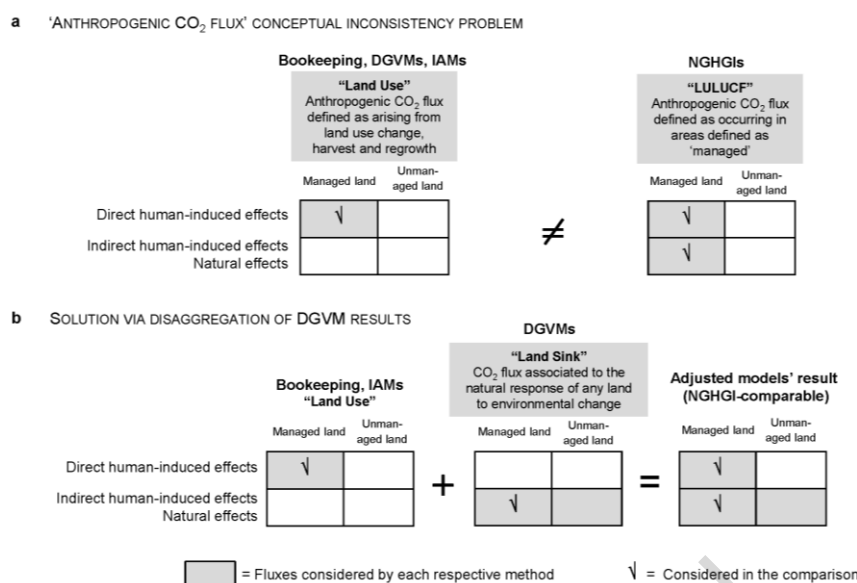 a 'ANTHROPOGENIC CO2 FLUX' CONCEPTUAL INCONSISTENCY PROBLEM
Bookeeping, DGVMs, IAMs
"Land Use"
Anthropogenic CO2 flux
defined as arising from
land use change,
harvest and regrowth
NGHGIs
"LULUCF"
Anthropogenic CO2 flux
defined as occurring in
areas defined as
'managed'
Managed land
Unman-
aged land
Managed land
Unman-
aged land
Direct human-induced effects
√
≠
√
Indirect human-induced effects
Natural effects
√
b SOLUTION VIA DISAGGREGATION OF DGVM RESULTS
DGVMs
"Land Sink"
CO2 flux associated to the
natural response of any land
to environmental change
Bookeeping, IAMs
"Land Use"
Adjusted models' result
(NGHGI-comparable)
Managed land
Unman-
aged land
Managed land
Unman-
aged land
Managed land
Unman-
aged land
Direct human-induced effects
√
+
=
√
Indirect human-induced effects
Natural effects
√
√
= Fluxes considered by each respective method
√ = Considered in the comparison